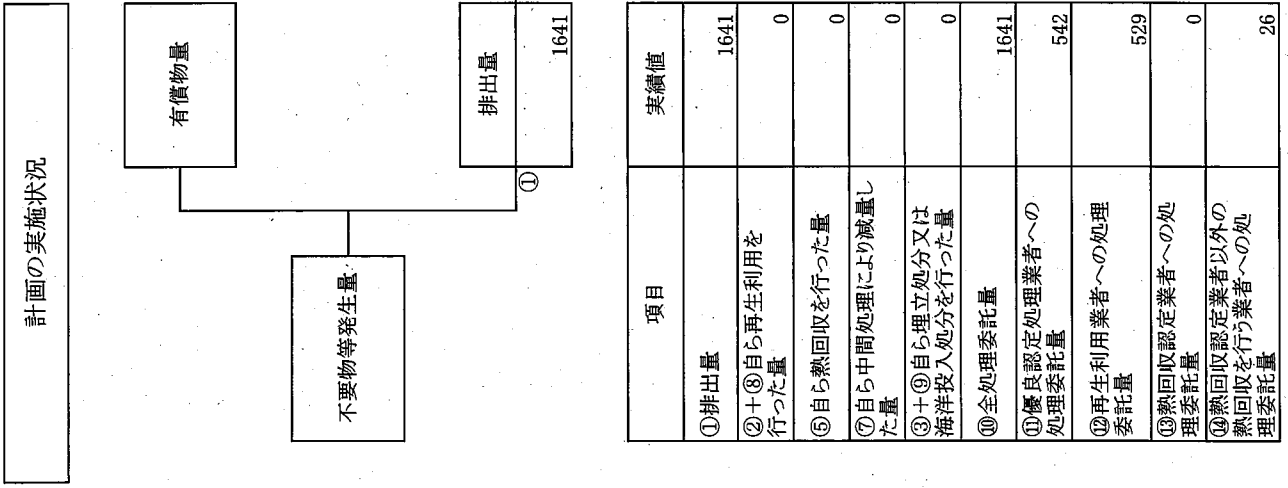 計画の実施状況
不要物等発生量
有償物量
①
排出量
1641
項目
実績値
①排出量
1641
②+⑧自ら再生利用を
行った量
0
⑤自ら熱回収を行った量
0
⑦自ら中間処理により減量し
た量
0
③+⑨自ら埋立処分又は
海洋投入処分を行った量
0
⑩全処理委託量
1641
⑪優良認定処理業者への
処理委託量
542
⑫再生利用業者への処理
委託量
529
⑬熱回収認定業者への処
理委託量
0
⑭熱回収認定業者以外の
熱回収を行う業者への処
理委託量
26